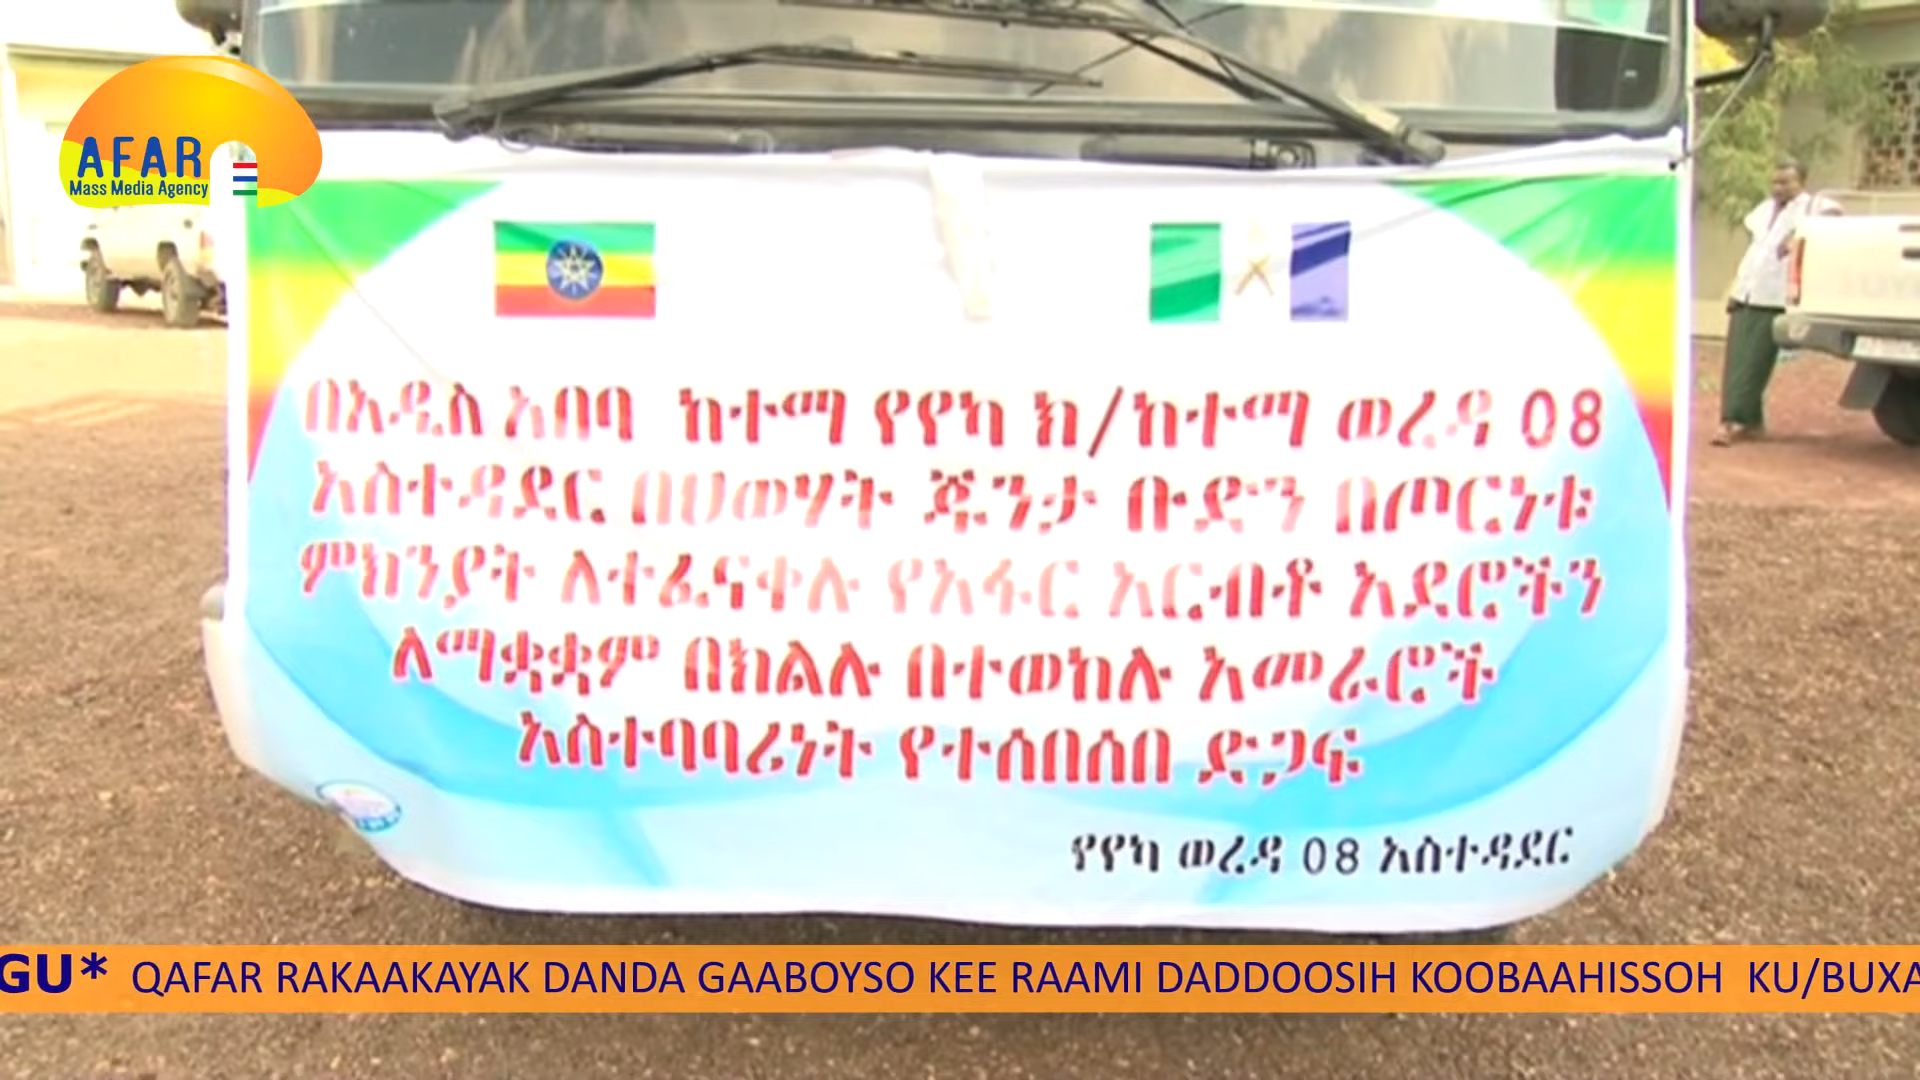 AFAR
Mass Media Agency
በአዲስ አበባ ከተማ የየካ ክ/ከተማ ወረዳ 08
አስተዳደር በህወሃት ጁንታ ቡድን በጦርነቱ
ምክንያት ለተፈናቀሉ የአፋር አርብቶ አደሮችን
ለማቋቋም በክልሉ በተወከሉ አመራሮች
አስተባባሪነት የተሰበሰበ ድጋፍ
የየካ ወረዳ 08 አስተዳደር
GU* QAFAR RAKAAKAYAK DANDA GAABOYSO KEE RAAMI DADDOOSIH KOOBAAHISSOH KU/BUXA